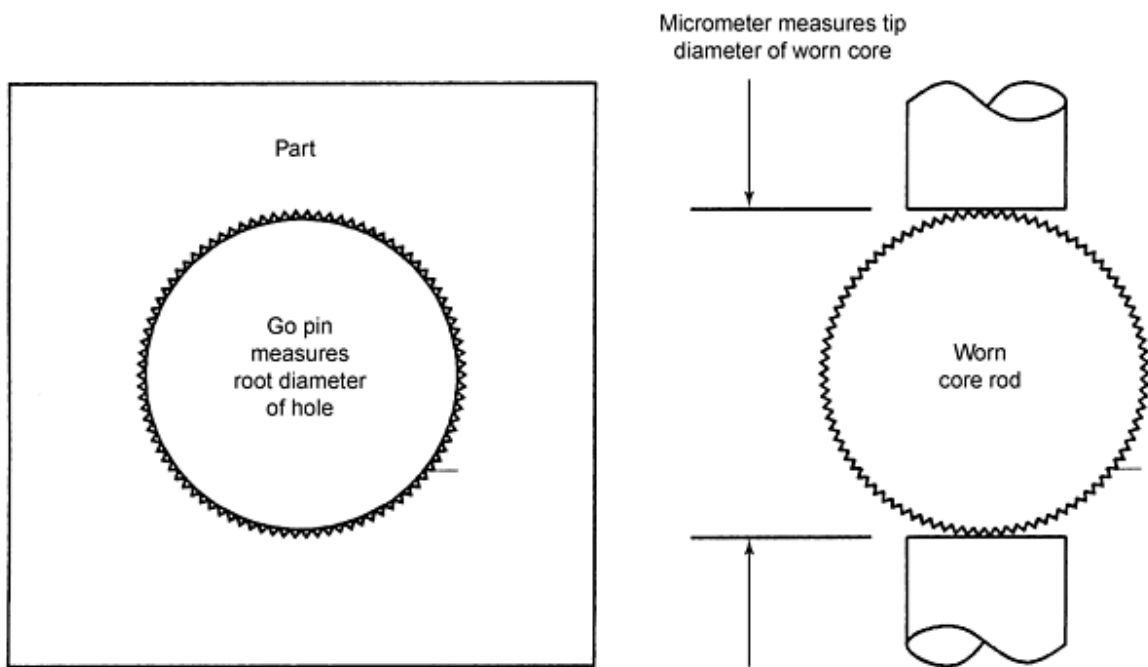 Micrometer measures tip
diameter of worn core
Part
Go pin
measures
root diameter
of hole
Worn
core rod